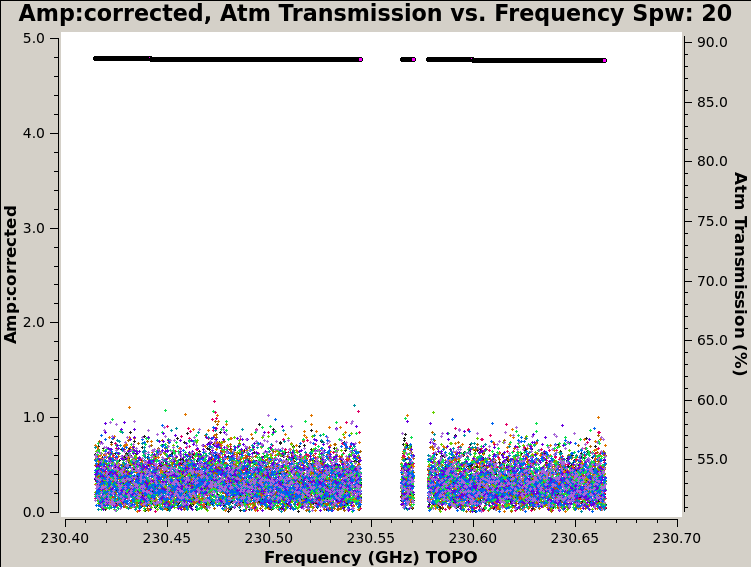 Amp:corrected, Atm Transmission vs. Frequency Spw: 20
5.0
4.0
3.0
2.0
1.0
0.0
Amp:corrected
90.0
85.0
80.0
75.0
70.0
65.0
60.0
55.0
Atm Transmission (%)
230.40 230.45 230.50 230.55 230.60 230.65 230.70
Frequency (GHz) TOPO